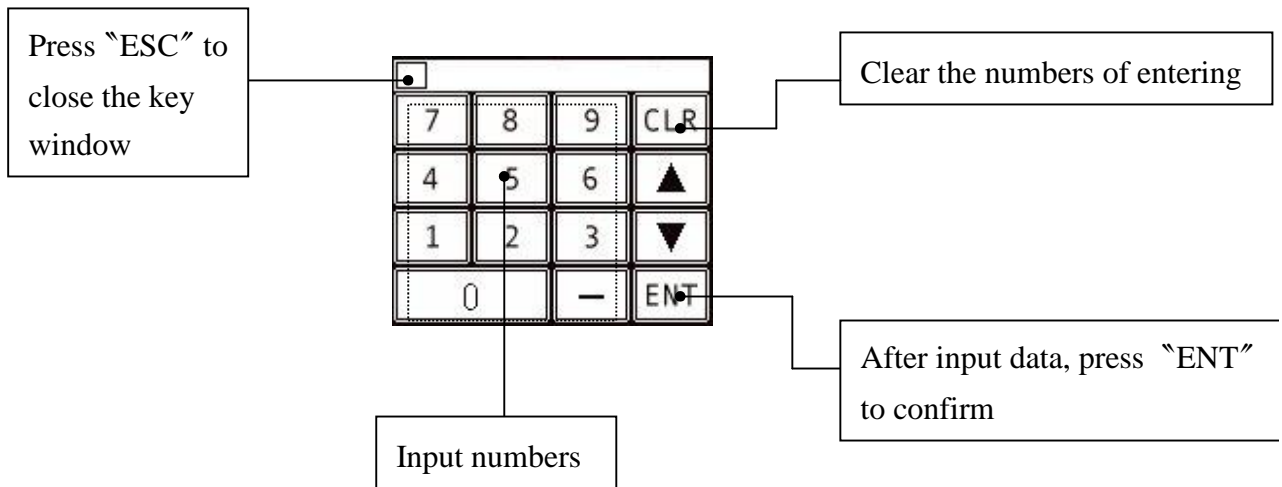 Press 〝ESC〞 to
close the key
window
Clear the numbers of entering
7 8 9 CLR
4 5 6 ▲
1 2 3 ▼
0 — ENT
After input data, press 〝ENT〞
to confirm
Input numbers